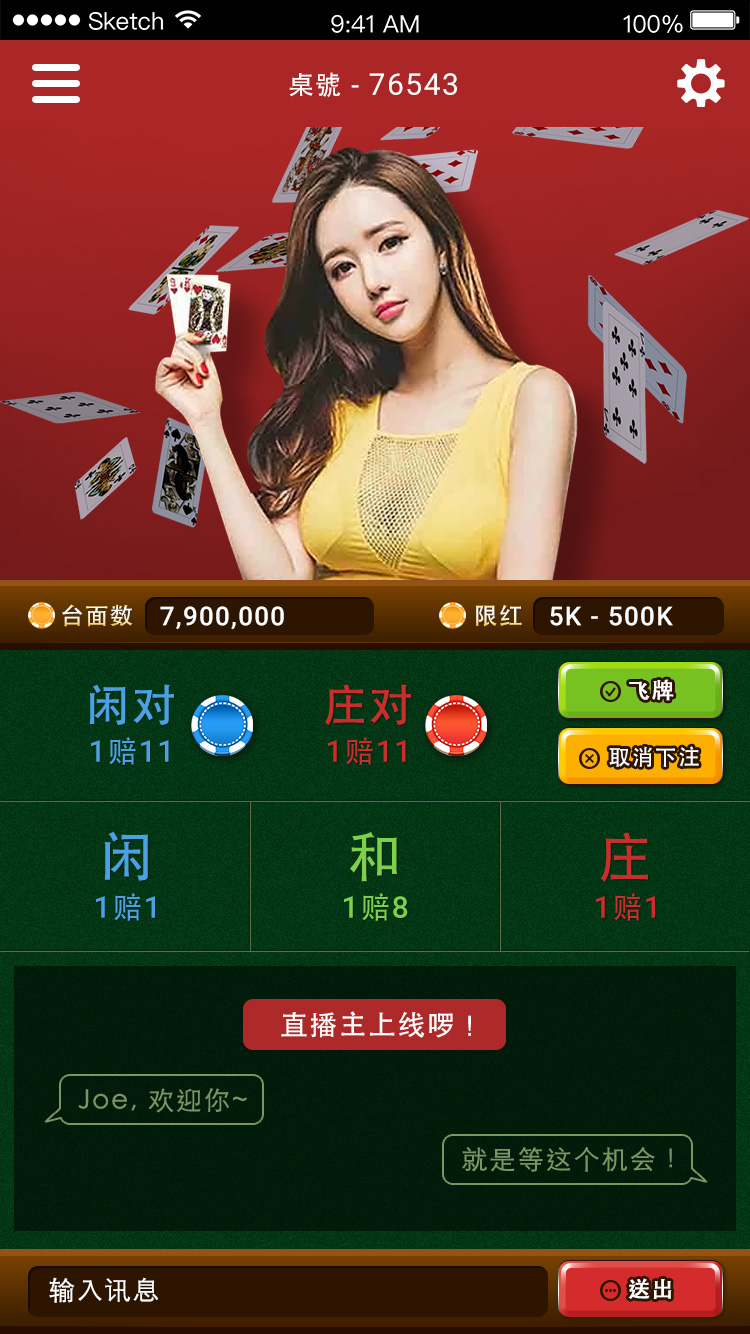 Sketch 9:41 AM 100%
桌號 - 76543
台面数 7,900,000 限红 5K - 500K
闲对 庄对 飞牌
1赔11 1赔11 取消下注
闲 和 庄
1赔1 1赔8 1赔1
直播主上线啰！
Joe, 欢迎你~
就是等这个机会！
输入讯息 送出